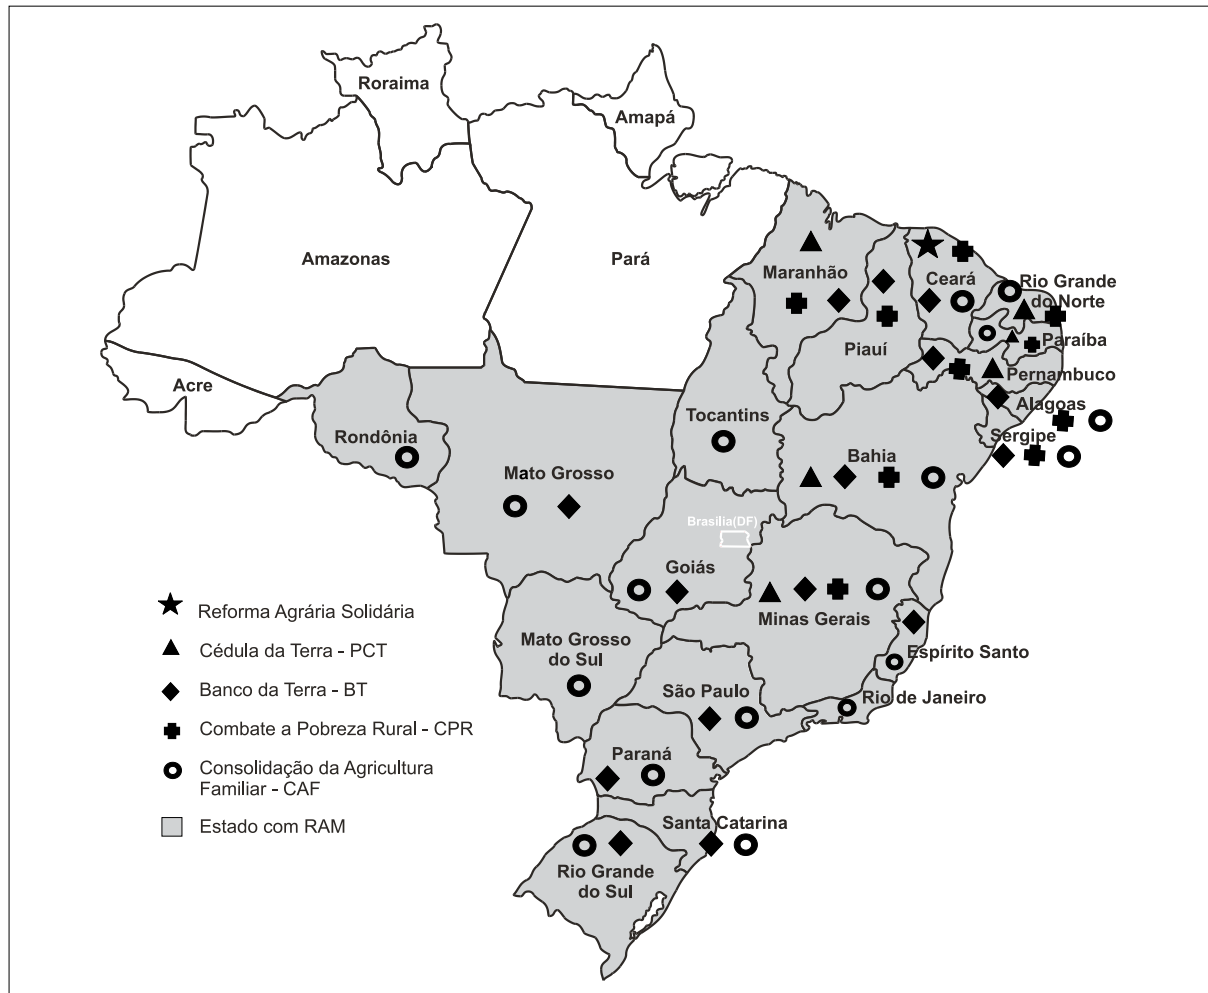 Roraima
Amapá
Amazonas
Pará
Maranhão
Ceará
Rio Grande
do Norte
Piauí
Paraíba
Acre
Pernambuco
Tocantins
Alagoas
Rondônia
Sergipe
Bahia
Mato Grosso
Brasilia(DF)
Goiás
Minas Gerais
Mato Grosso
do Sul
Espírito Santo
São Paulo
Rio de Janeiro
Paraná
Santa Catarina
Rio Grande
do Sul
Reforma Agrária Solidária
Cédula da Terra - PCT
Banco da Terra - BT
Combate a Pobreza Rural - CPR
Consolidação da Agricultura
Familiar - CAF
Estado com RAM